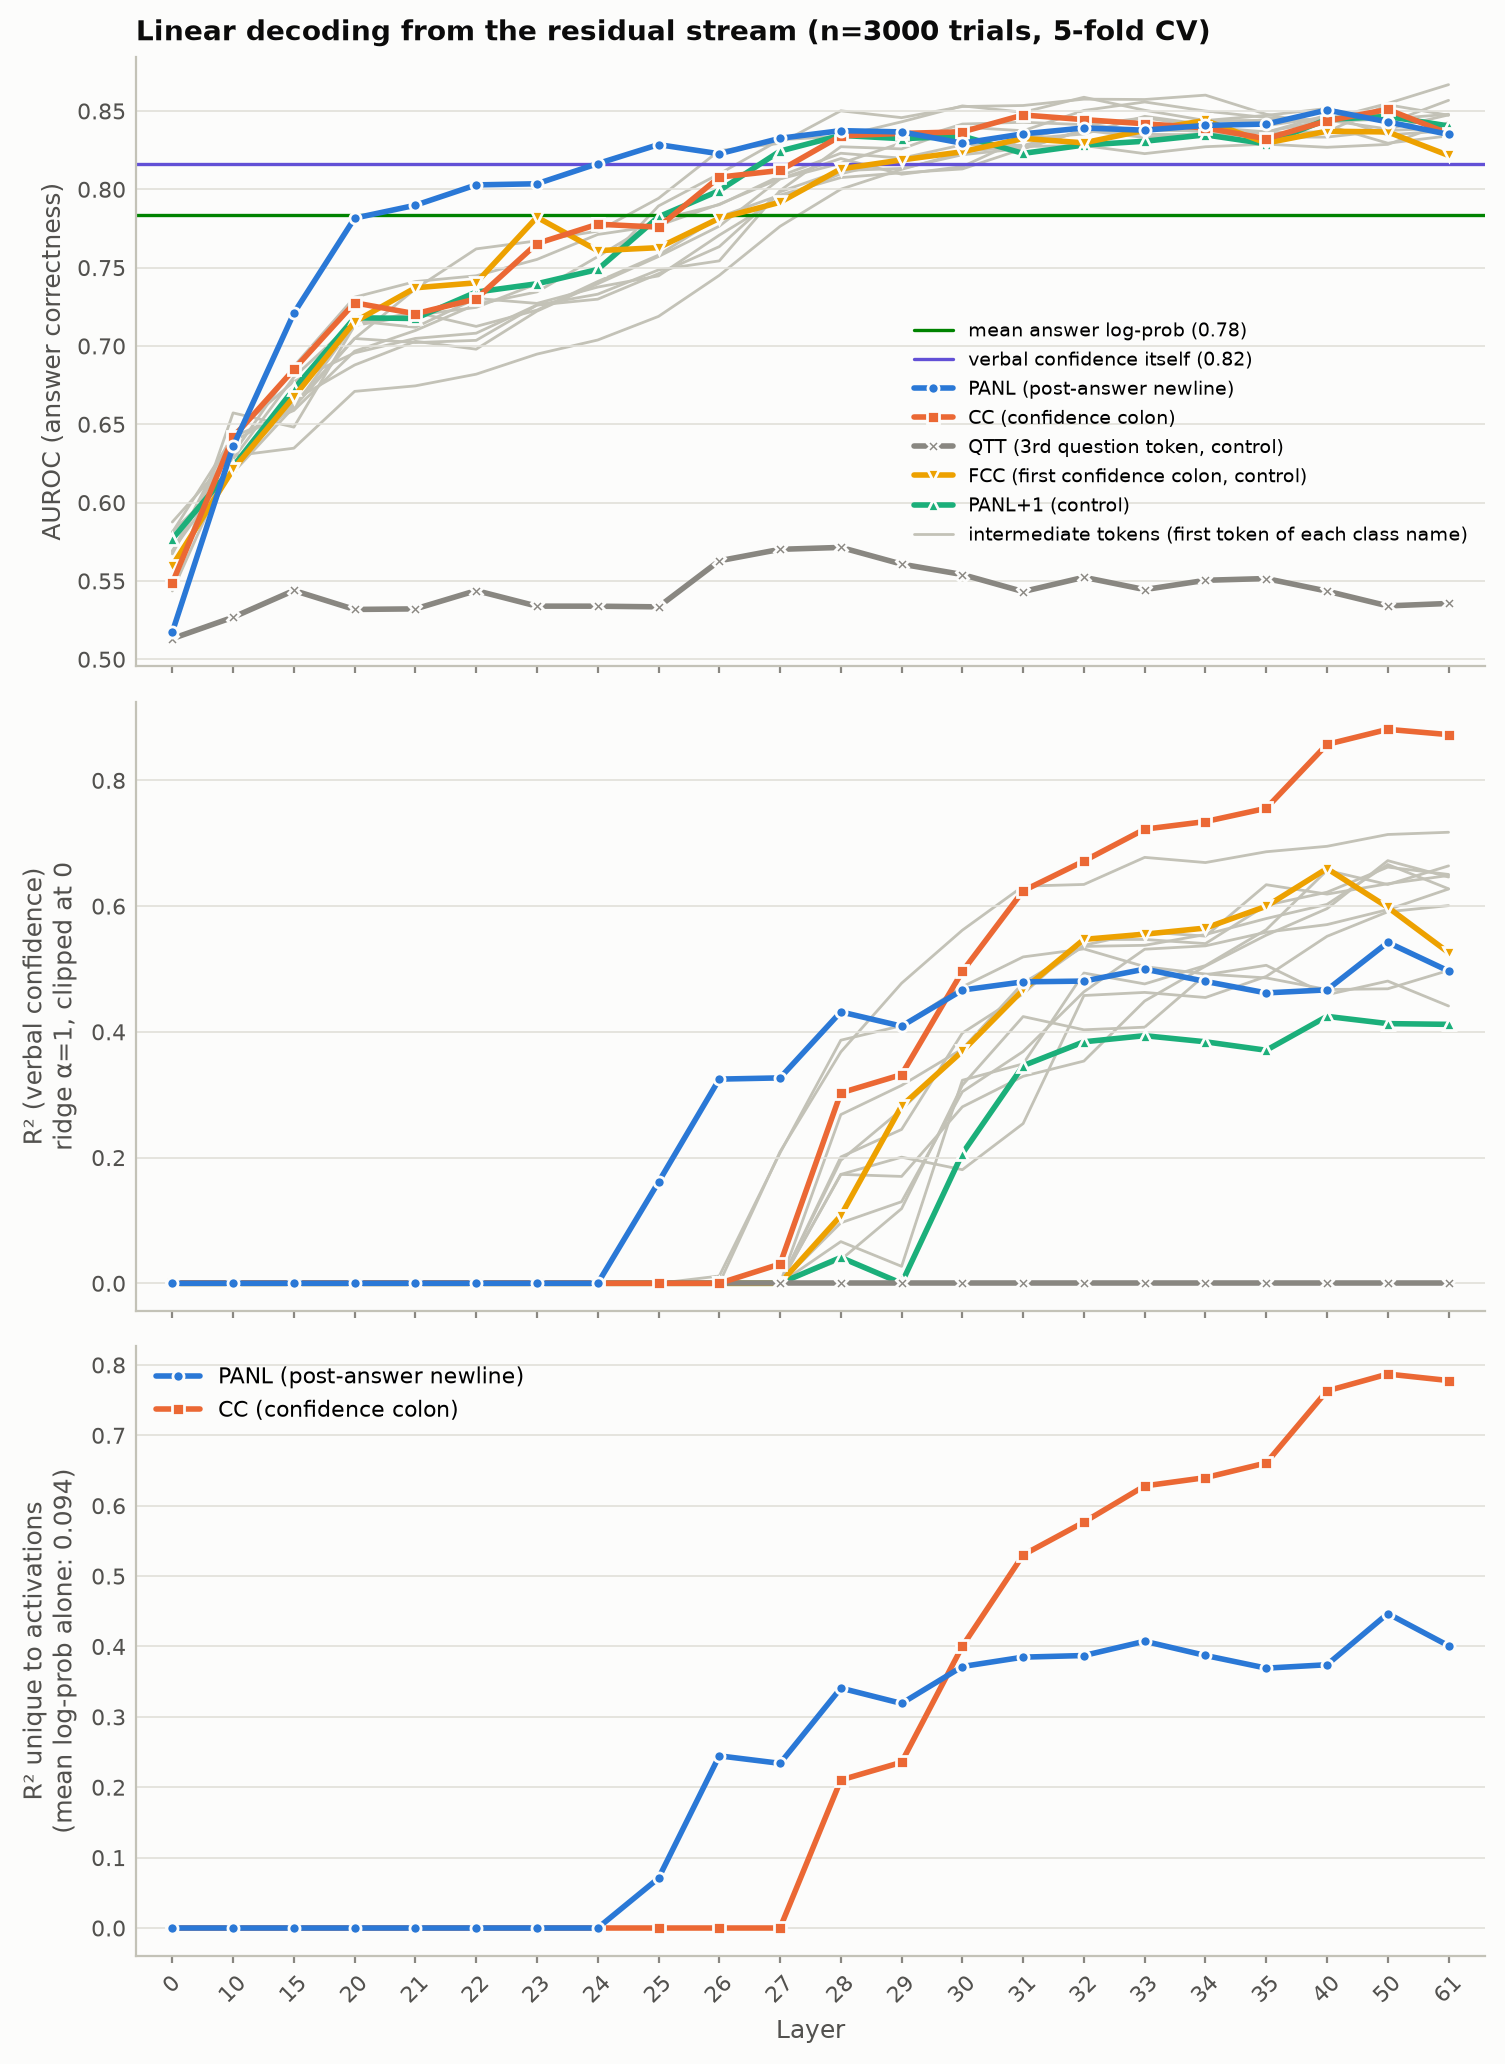 Linear decoding from the residual stream (n=3000 trials, 5-fold CV)
AUROC (answer correctness)
0.85
0.80
0.75
0.70
0.65
0.60
0.55
0.50
mean answer log-prob (0.78)
verbal confidence itself (0.82)
PANL (post-answer newline)
CC (confidence colon)
QTT (3rd question token, control)
FCC (first confidence colon, control)
PANL+1 (control)
intermediate tokens (first token of each class name)
R² (verbal confidence)
ridge α=1, clipped at 0
0.8
0.6
0.4
0.2
0.0
R² unique to activations
(mean log-prob alone: 0.094)
0.8
0.7
0.6
0.5
0.4
0.3
0.2
0.1
0.0
PANL (post-answer newline)
CC (confidence colon)
0 10 15 20 21 22 23 24 25 26 27 28 29 30 31 32 33 34 35 40 50 61
Layer